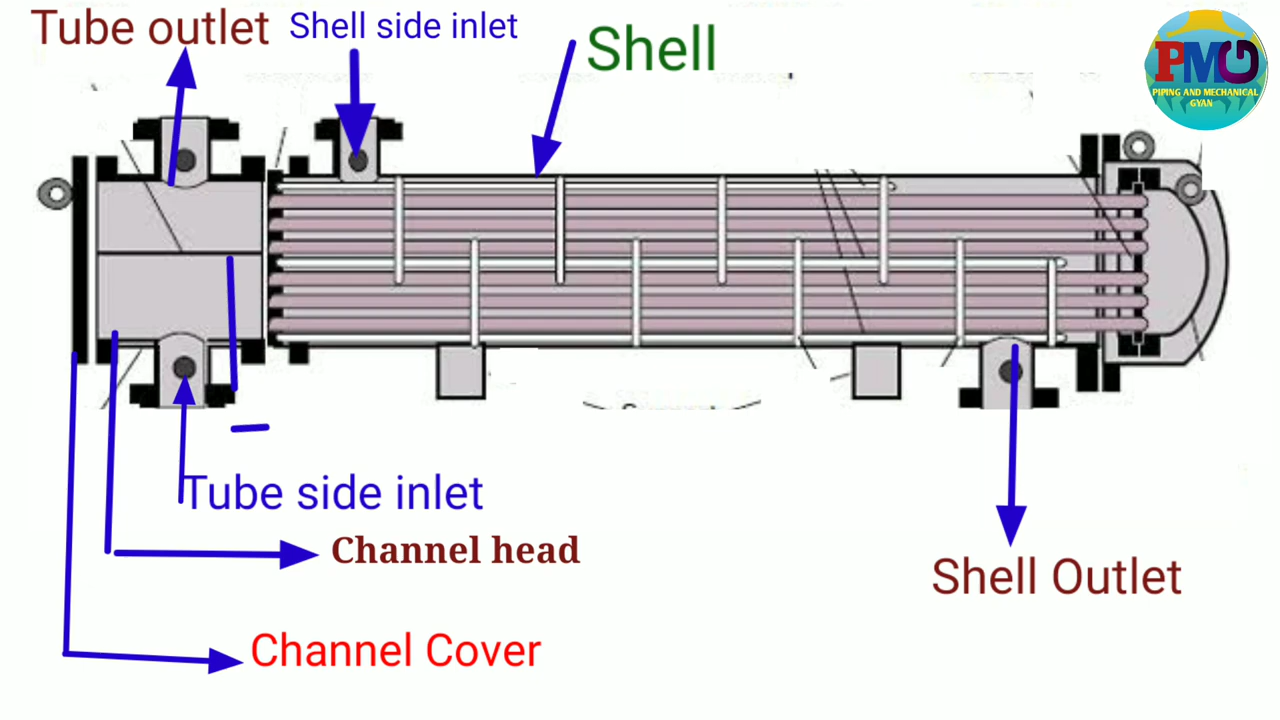 Tube outlet
Shell side inlet
Shell
PMG
PIPING AND MECHANICAL
GYAN
Tube side inlet
Channel head
Shell Outlet
Channel Cover